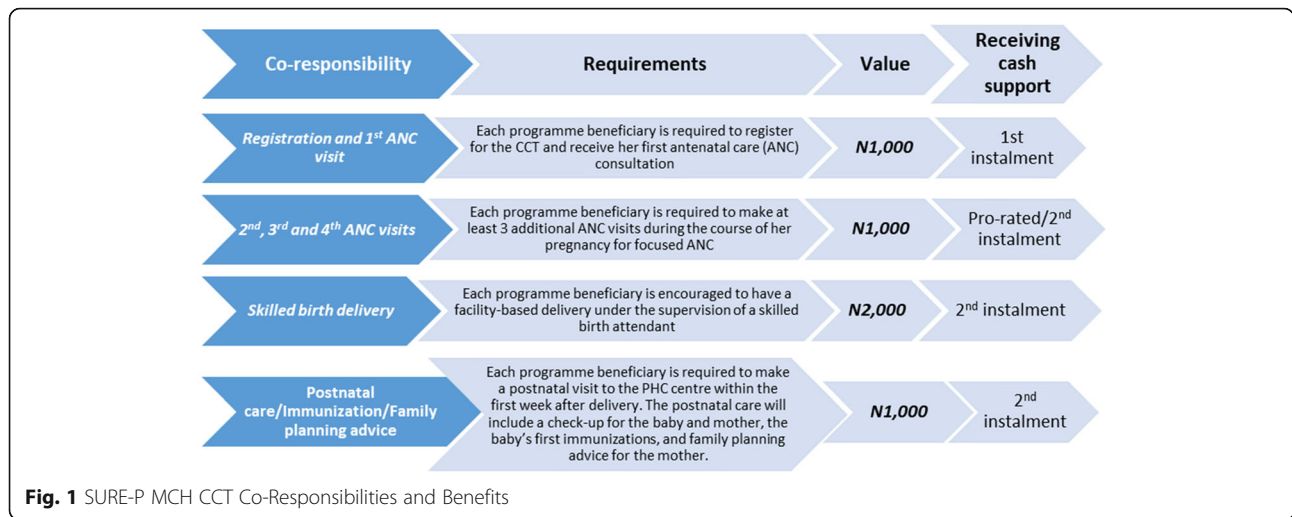 Co-responsibility
Requirements
Value
Receiving
cash
support
Registration and 1st ANC
visit
Each programme beneficiary is required to register
for the CCT and receive her first antenatal care (ANC)
consultation
N1,000
1st
instalment
2nd, 3rd and 4th ANC visits
Each programme beneficiary is required to make at
least 3 additional ANC visits during the course of her
pregnancy for focused ANC
N1,000
Pro-rated/2nd
instalment
Skilled birth delivery
Each programme beneficiary is encouraged to have a
facility-based delivery under the supervision of a skilled
birth attendant
N2,000
2nd instalment
Postnatal
care/Immunization/Family
planning advice
Each programme beneficiary is required to make
a postnatal visit to the PHC centre within the
first week after delivery. The postnatal care will
include a check-up for the baby and mother, the
baby's first immunizations, and family planning
advice for the mother.
N1,000
2nd
instalment
Fig. 1 SURE-P MCH CCT Co-Responsibilities and Benefits